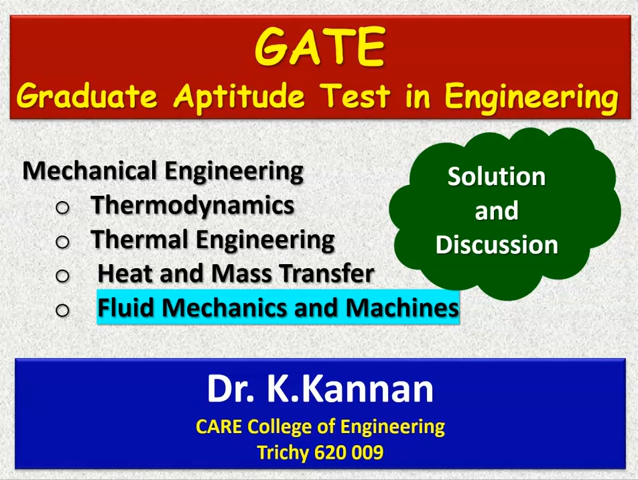 GATE
Graduate Aptitude Test in Engineering
Mechanical Engineering
o Thermodynamics
o Thermal Engineering
o Heat and Mass Transfer
o Fluid Mechanics and Machines
Solution
and
Discussion
Dr. K.Kannan
CARE College of Engineering
Trichy 620 009